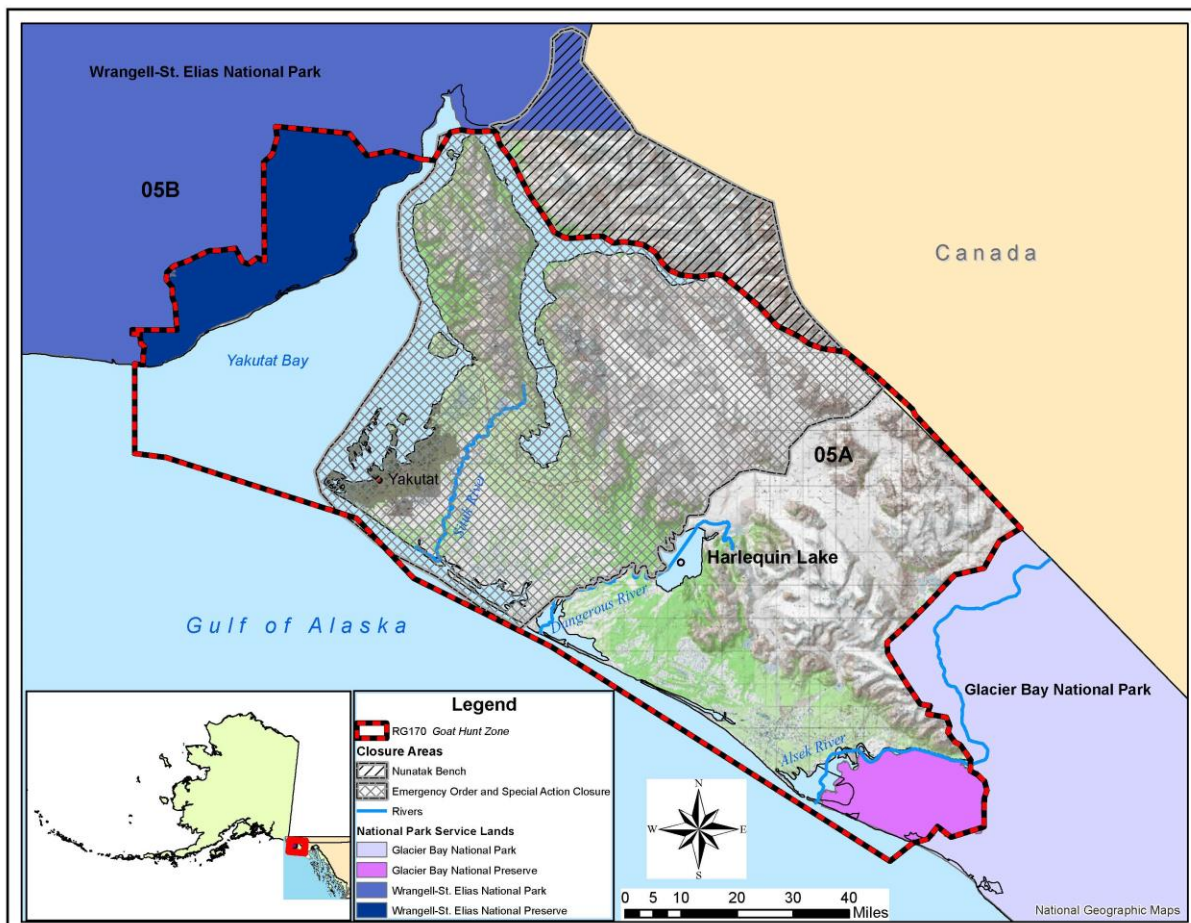 Wrangell-St. Elias National Park
05B
Canada
Yakutat Bay
05A
Yakutat
Situk River
Harlequin Lake
Dangerous River
Gulf of Alaska
Glacier Bay National Park
Alsek River
Legend
RG170 Goat Hunt Zone
Closure Areas
Nunatak Bench
Emergency Order and Special Action Closure
Rivers
National Park Service Lands
Glacier Bay National Park
Glacier Bay National Preserve
Wrangell-St. Elias National Park
Wrangell-St. Elias National Preserve
N
W E
S
0 5 10 20 30 40
Miles
National Geographic Maps